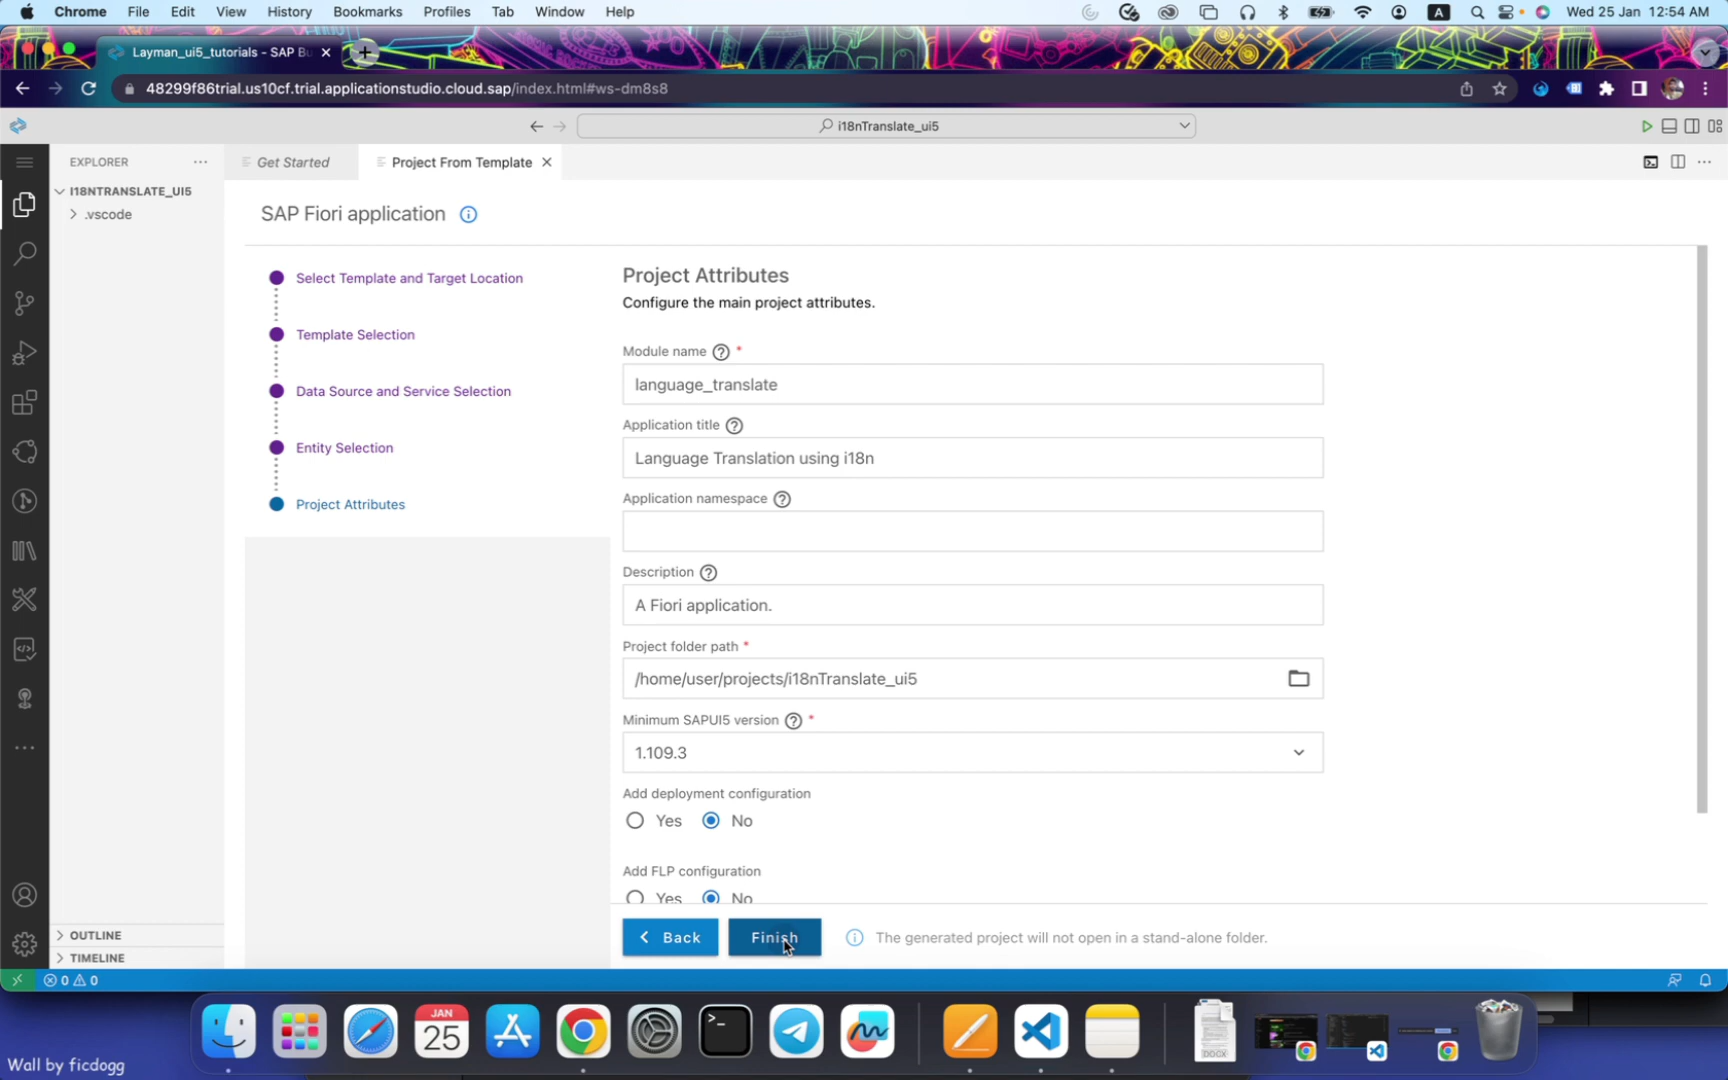 Chrome File Edit View History Bookmarks Profiles Tab Window Help A Wed 25 Jan 12:54 AM
Layman_ui5_tutorials - SAP Bu
48299f86trial.us10cf.trial.applicationstudio.cloud.sap/index.html#ws-dm8s8
i18nTranslate_ui5
EXPLORER
Get Started
Project From Template
I18NTRANSLATE_UI5
.vscode
SAP Fiori application
Select Template and Target Location
Template Selection
Data Source and Service Selection
Entity Selection
Project Attributes
Project Attributes
Configure the main project attributes.
Module name *
language_translate
Application title
Language Translation using i18n
Application namespace
Description
A Fiori application.
Project folder path *
/home/user/projects/i18nTranslate_ui5
Minimum SAPUI5 version *
1.109.3
Add deployment configuration
Yes No
Add FLP configuration
Yes No
Back Finish The generated project will not open in a stand-alone folder.
OUTLINE
TIMELINE
0 0
JAN
25
DOCX
Wall by ficdogg